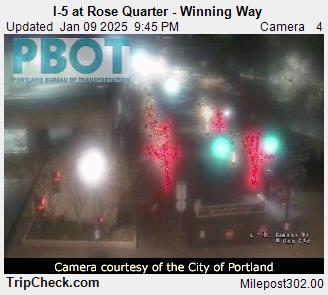 I-5 at Rose Quarter - Winning Way
Updated Jan 09 2025 9:45 PM Camera 4
PBOT
PORTLAND BUREAU OF TRANSPORTATION
Camera courtesy of the City of Portland
TripCheck.com Milepost302.00